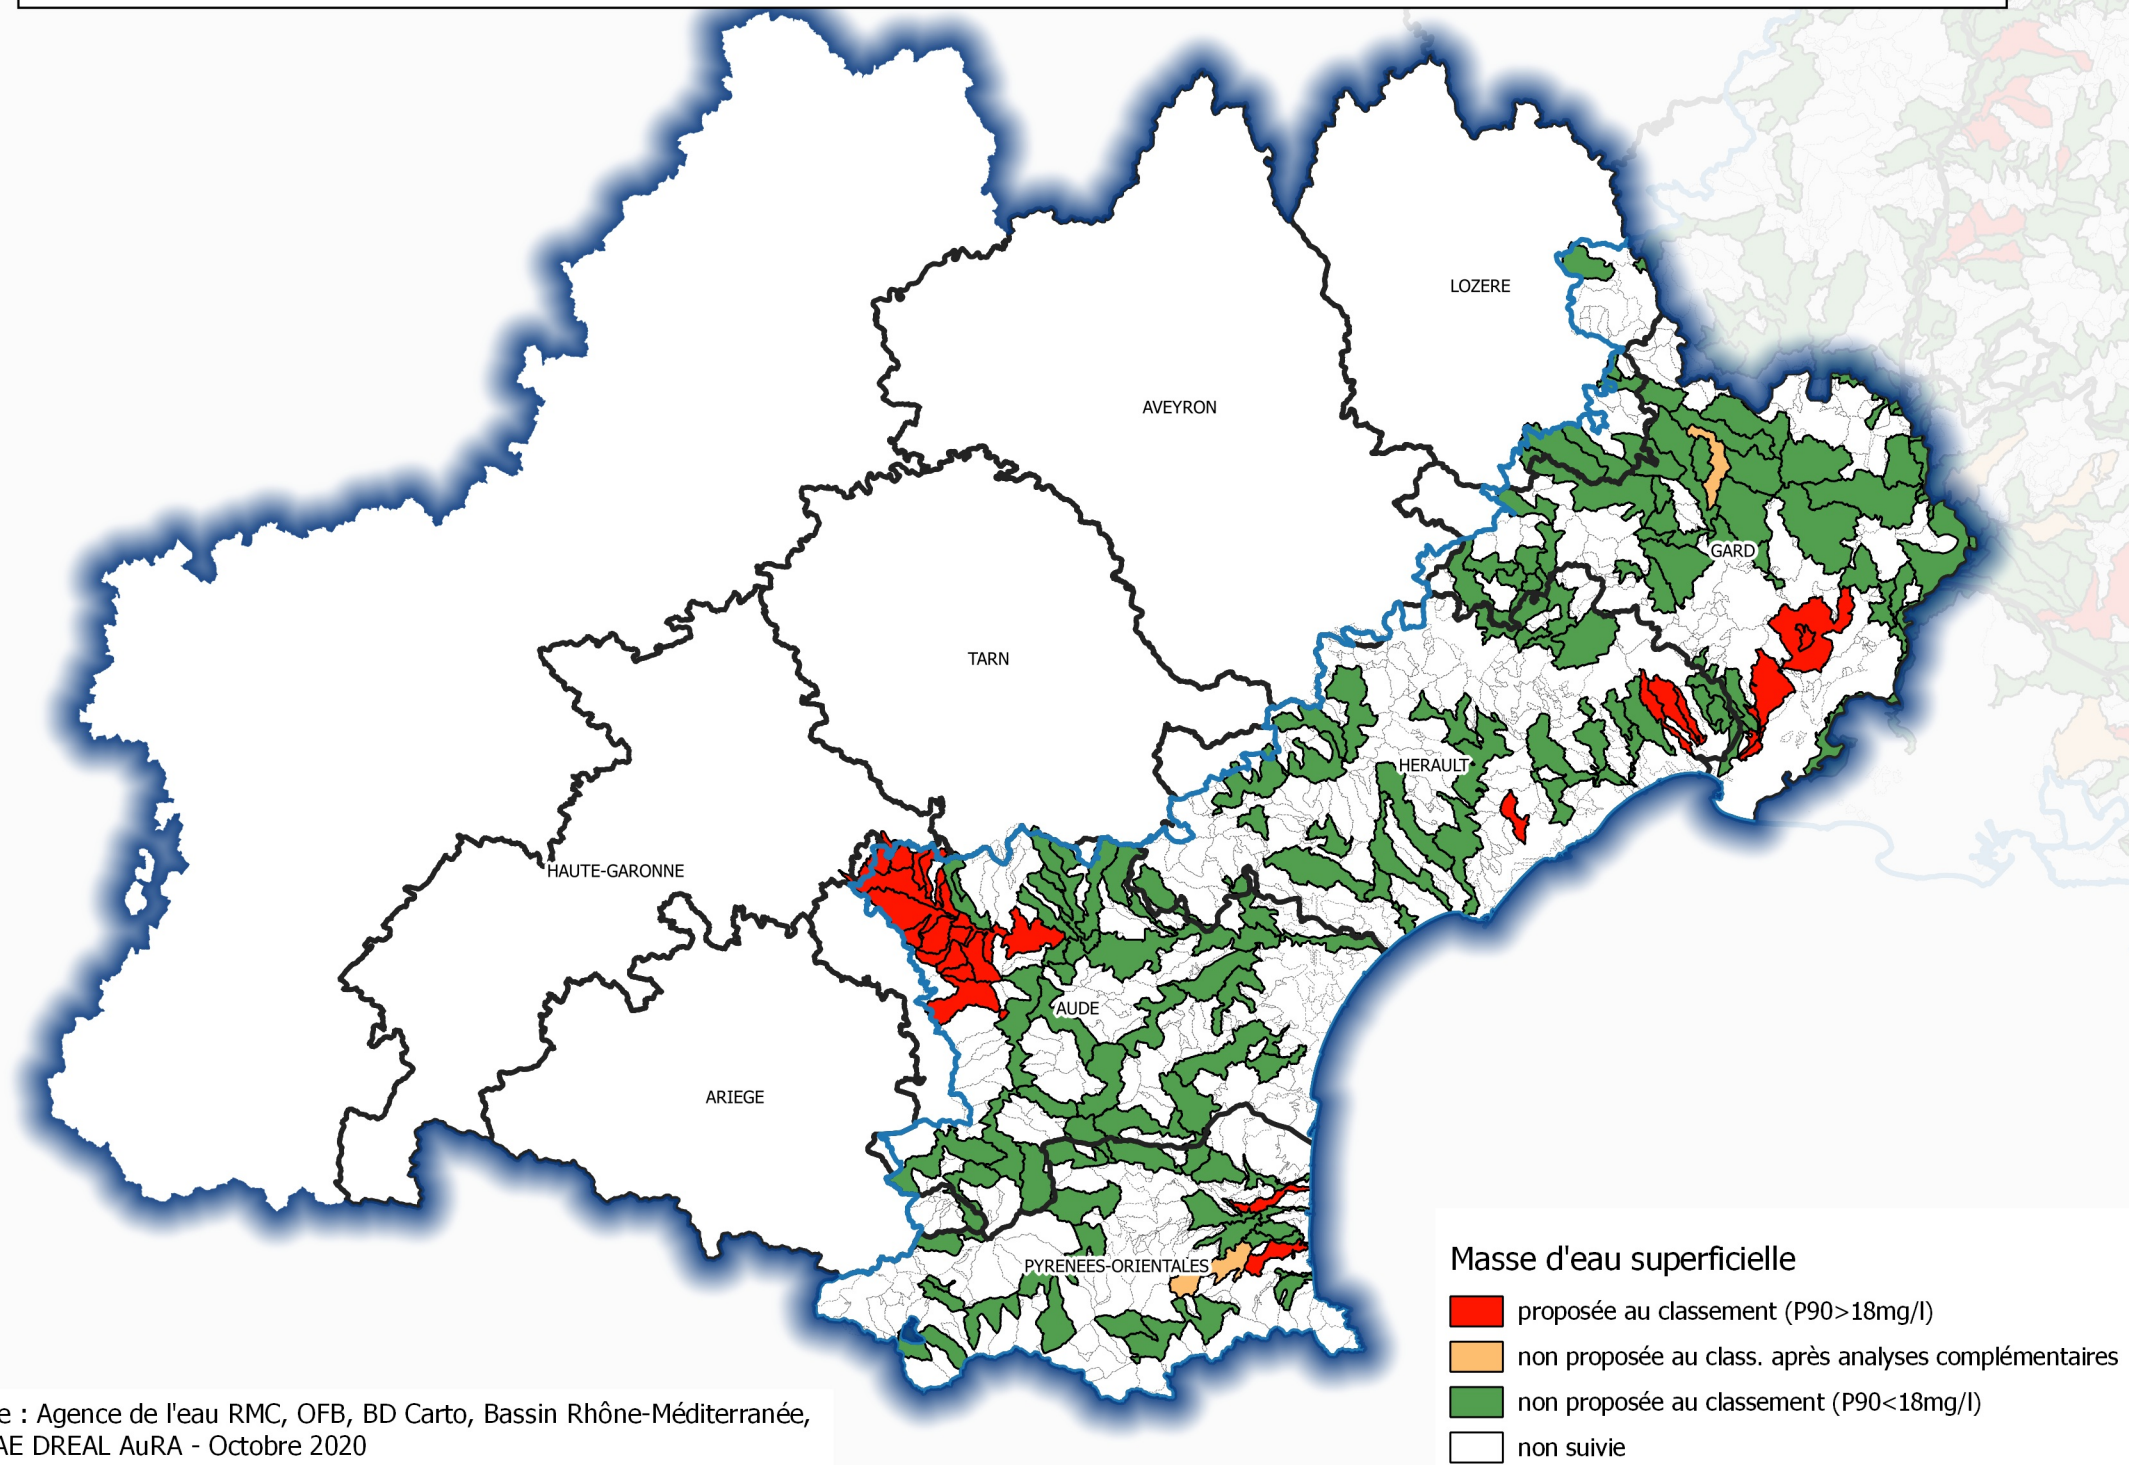 LOZERE
AVEYRON
GARD
TARN
HERAULT
HAUTE-GARONNE
AUDE
ARIEGE
PYRENEES-ORIENTALES
Masse d'eau superficielle
proposée au classement (P90>18mg/l)
non proposée au class. après analyses complémentaires
non proposée au classement (P90<18mg/l)
non suivie
e : Agence de l'eau RMC, OFB, BD Carto, Bassin Rhône-Méditerranée,
AE DREAL AuRA - Octobre 2020